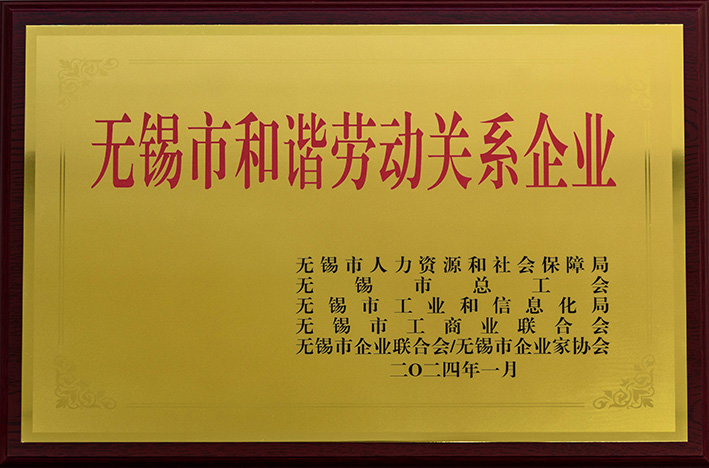 无锡市和谐劳动关系企业
无锡市人力资源和社会保障局
无锡市总工会
无锡市工业和信息化局
无锡市工商业联合会
无锡市企业联合会/无锡市企业家协会
二〇二四年一月